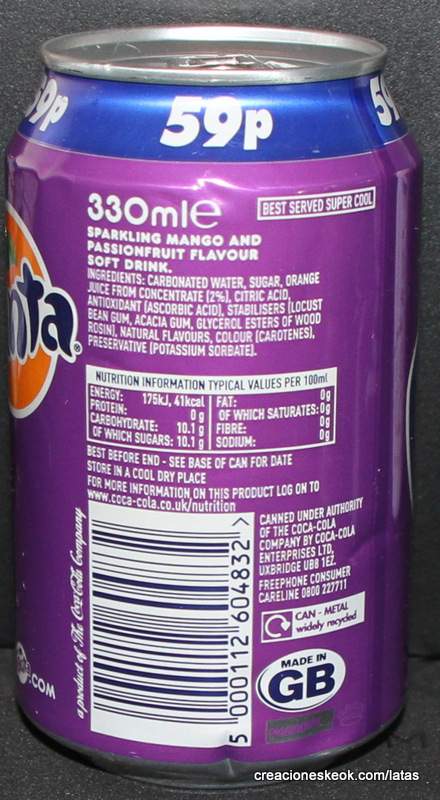 59p
59p
59
330ml e
BEST SERVED SUPER COOL
SPARKLING MANGO AND
PASSIONFRUIT FLAVOUR
SOFT DRINK.
INGREDIENTS: CARBONATED WATER, SUGAR, ORANGE
JUICE FROM CONCENTRATE (2%), CITRIC ACID,
ANTIOXIDANT (ASCORBIC ACID), STABILISERS (LOCUST
BEAN GUM, ACACIA GUM, GLYCEROL ESTERS OF WOOD
ROSIN), NATURAL FLAVOURS, COLOUR (CAROTENES),
PRESERVATIVE (POTASSIUM SORBATE).
nta®
NUTRITION INFORMATION TYPICAL VALUES PER 100ml
ENERGY: 175kJ, 41kcal
PROTEIN: 0g
CARBOHYDRATE: 10.1g
OF WHICH SUGARS: 10.1g
FAT: 0g
OF WHICH SATURATES: 0g
FIBRE: 0g
SODIUM: 0g
BEST BEFORE END - SEE BASE OF CAN FOR DATE
STORE IN A COOL DRY PLACE
FOR MORE INFORMATION ON THIS PRODUCT LOG ON TO
www.coca-cola.co.uk/nutrition
a product of The Coca-Cola Company
5 000112 604832 >
CANNED UNDER AUTHORITY
OF THE COCA-COLA
COMPANY BY COCA-COLA
ENTERPRISES LTD,
UXBRIDGE UB8 1EZ.
FREEPHONE CONSUMER
CARELINE 0800 227711
CAN - METAL
widely recycled
MADE IN
GB
.COM
creacioneskeok.com/latas